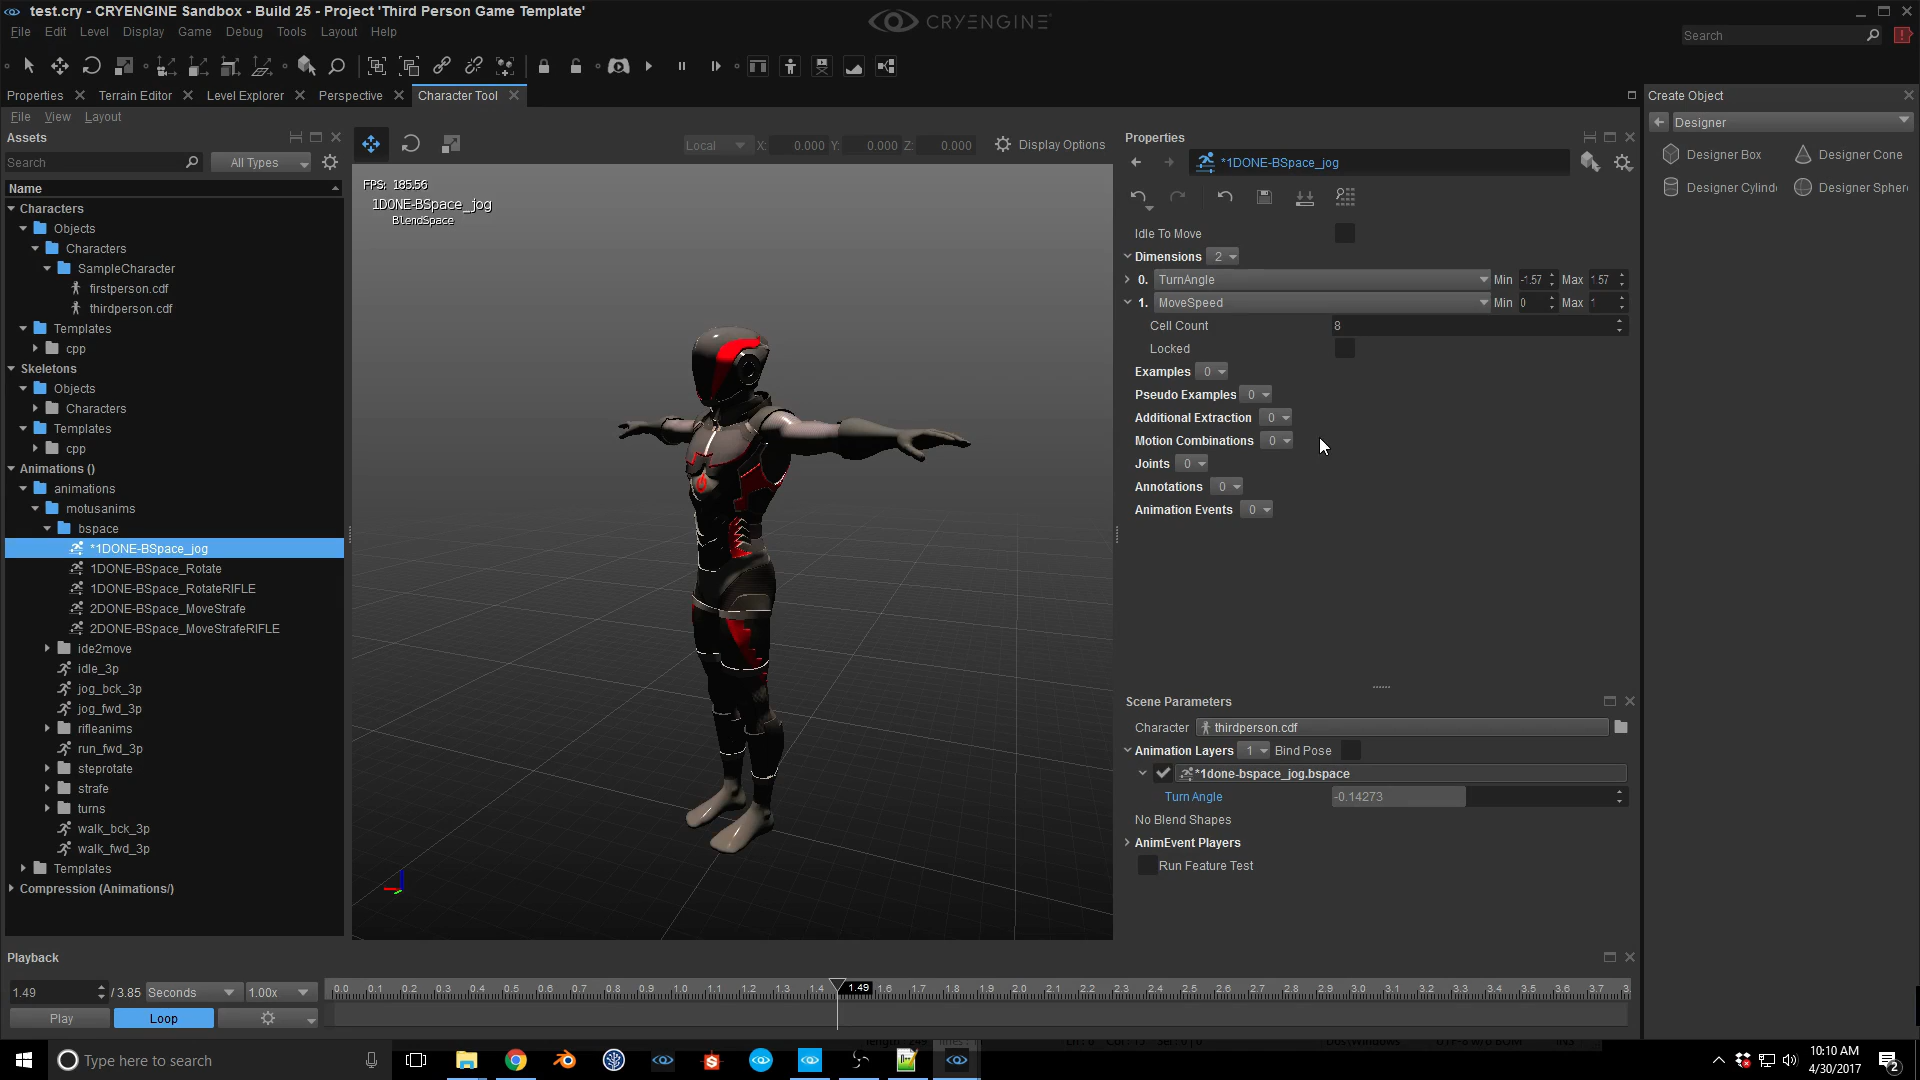 test.cry - CRYENGINE Sandbox - Build 25 - Project 'Third Person Game Template'
CRYENGINE
File Edit Level Display Game Debug Tools Layout Help
Search
Properties Terrain Editor Level Explorer Perspective Character Tool
Create Object
File View Layout
Designer
Assets
Properties
Local X: 0.000 Y: 0.000 Z: 0.000 Display Options
Designer Box Designer Cone
Search All Types
*1DONE-BSpace_jog
Name
FPS: 185.56
Designer Cylind Designer Spher
1DONE-BSpace_jog
BlendSpace
Characters
Objects
Characters
SampleCharacter
firstperson.cdf
thirdperson.cdf
Templates
cpp
Skeletons
Objects
Characters
Templates
cpp
Animations ()
animations
motusanims
bspace
*1DONE-BSpace_jog
1DONE-BSpace_Rotate
1DONE-BSpace_RotateRIFLE
2DONE-BSpace_MoveStrafe
2DONE-BSpace_MoveStrafeRIFLE
ide2move
idle_3p
jog_bck_3p
jog_fwd_3p
rifleanims
run_fwd_3p
steprotate
strafe
turns
walk_bck_3p
walk_fwd_3p
Templates
Compression (Animations/)
Idle To Move
Dimensions 2
0. TurnAngle Min -1.57 Max 1.57
1. MoveSpeed Min 0 Max 1
Cell Count 8
Locked
Examples 0
Pseudo Examples 0
Additional Extraction 0
Motion Combinations 0
Joints 0
Annotations 0
Animation Events 0
Scene Parameters
Character thirdperson.cdf
Animation Layers 1 Bind Pose
*1done-bspace_jog.bspace
Turn Angle -0.14273
No Blend Shapes
AnimEvent Players
Run Feature Test
Playback
1.49 / 3.85 Seconds 1.00x
0.0 0.1 0.2 0.3 0.4 0.5 0.6 0.7 0.8 0.9 1.0 1.1 1.2 1.3 1.4 1.49 1.6 1.7 1.8 1.9 2.0 2.1 2.2 2.3 2.4 2.5 2.6 2.7 2.8 2.9 3.0 3.1 3.2 3.3 3.4 3.5 3.6 3.7 3.
Play Loop
Type here to search
10:10 AM
4/30/2017
2